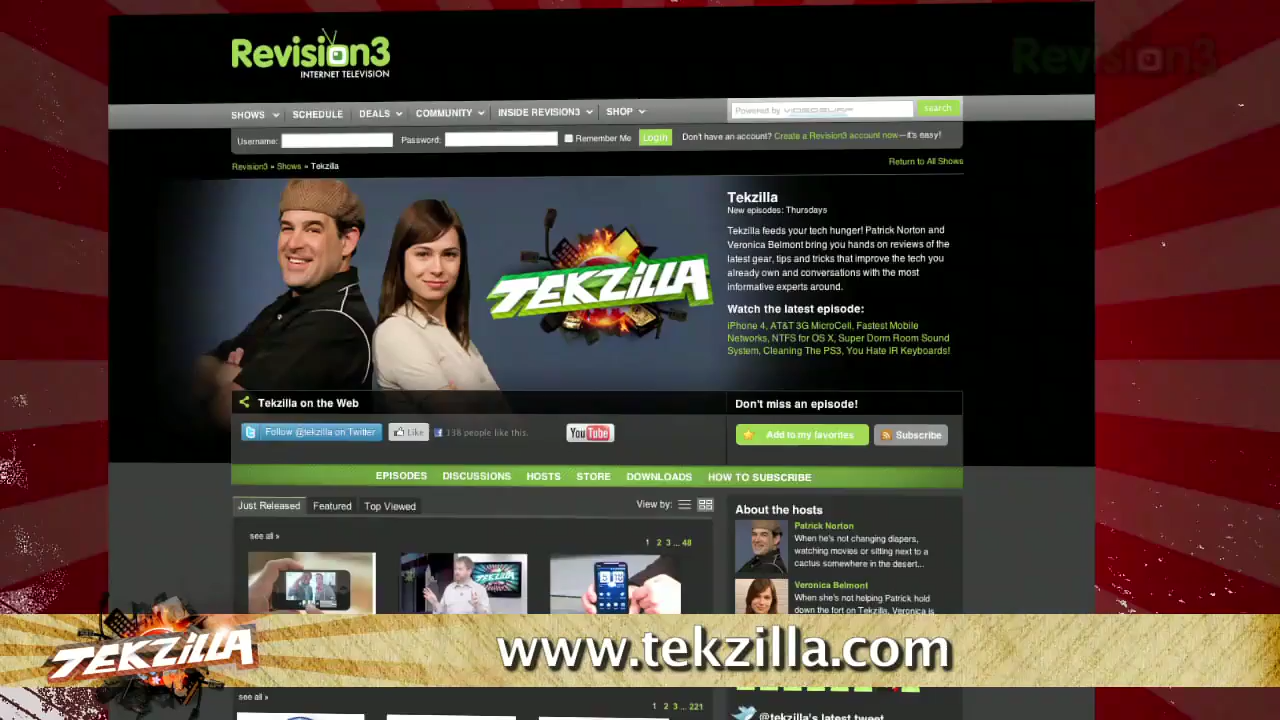 Revision3
INTERNET TELEVISION
Revision3
SHOWS SCHEDULE DEALS COMMUNITY INSIDE REVISION3 SHOP
Powered by VIDEOSURF search
Username: Password: Remember Me Login Don't have an account? Create a Revision3 account now—it's easy!
Revision3 » Shows » Tekzilla
Return to All Shows
TEKZILLA
Tekzilla
New episodes: Thursdays
Tekzilla feeds your tech hunger! Patrick Norton and
Veronica Belmont bring you hands on reviews of the
latest gear, tips and tricks that improve the tech you
already own and conversations with the most
informative experts around.
Watch the latest episode:
iPhone 4, AT&T 3G MicroCell, Fastest Mobile
Networks, NTFS for OS X, Super Dorm Room Sound
System, Cleaning The PS3, You Hate IR Keyboards!
Tekzilla on the Web
Follow @tekzilla on Twitter Like 138 people like this. YouTube
Don't miss an episode!
Add to my favorites Subscribe
EPISODES DISCUSSIONS HOSTS STORE DOWNLOADS HOW TO SUBSCRIBE
Just Released Featured Top Viewed View by:
see all »
1 2 3 ... 48
TEKZILLA
About the hosts
Patrick Norton
When he's not changing diapers,
watching movies or sitting next to a
cactus somewhere in the desert...
Veronica Belmont
When she's not helping Patrick hold
down the fort on Tekzilla, Veronica is
TEKZILLA
www.tekzilla.com
see all »
1 2 3 ... 221
@tekzilla's latest tweet